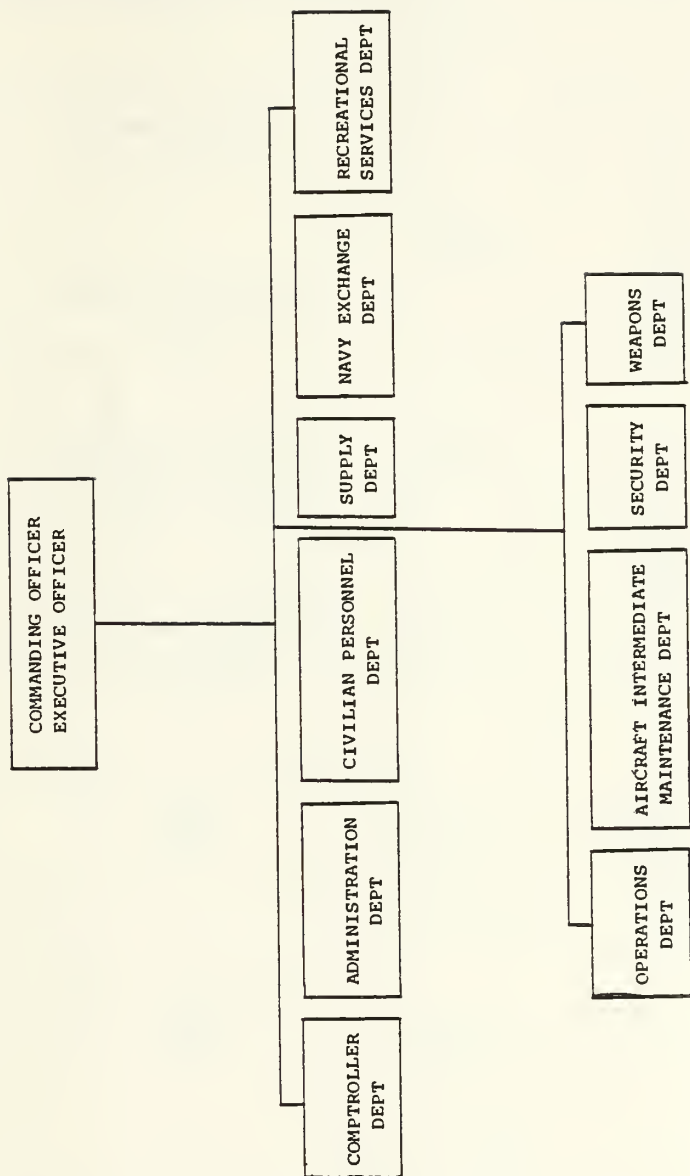 COMMANDING OFFICER
EXECUTIVE OFFICER
COMPTROLLER
DEPT
ADMINISTRATION
DEPT
CIVILIAN PERSONNEL
DEPT
SUPPLY
DEPT
NAVY EXCHANGE
DEPT
RECREATIONAL
SERVICES DEPT
OPERATIONS
DEPT
AIRCRAFT INTERMEDIATE
MAINTENANCE DEPT
SECURITY
DEPT
WEAPONS
DEPT